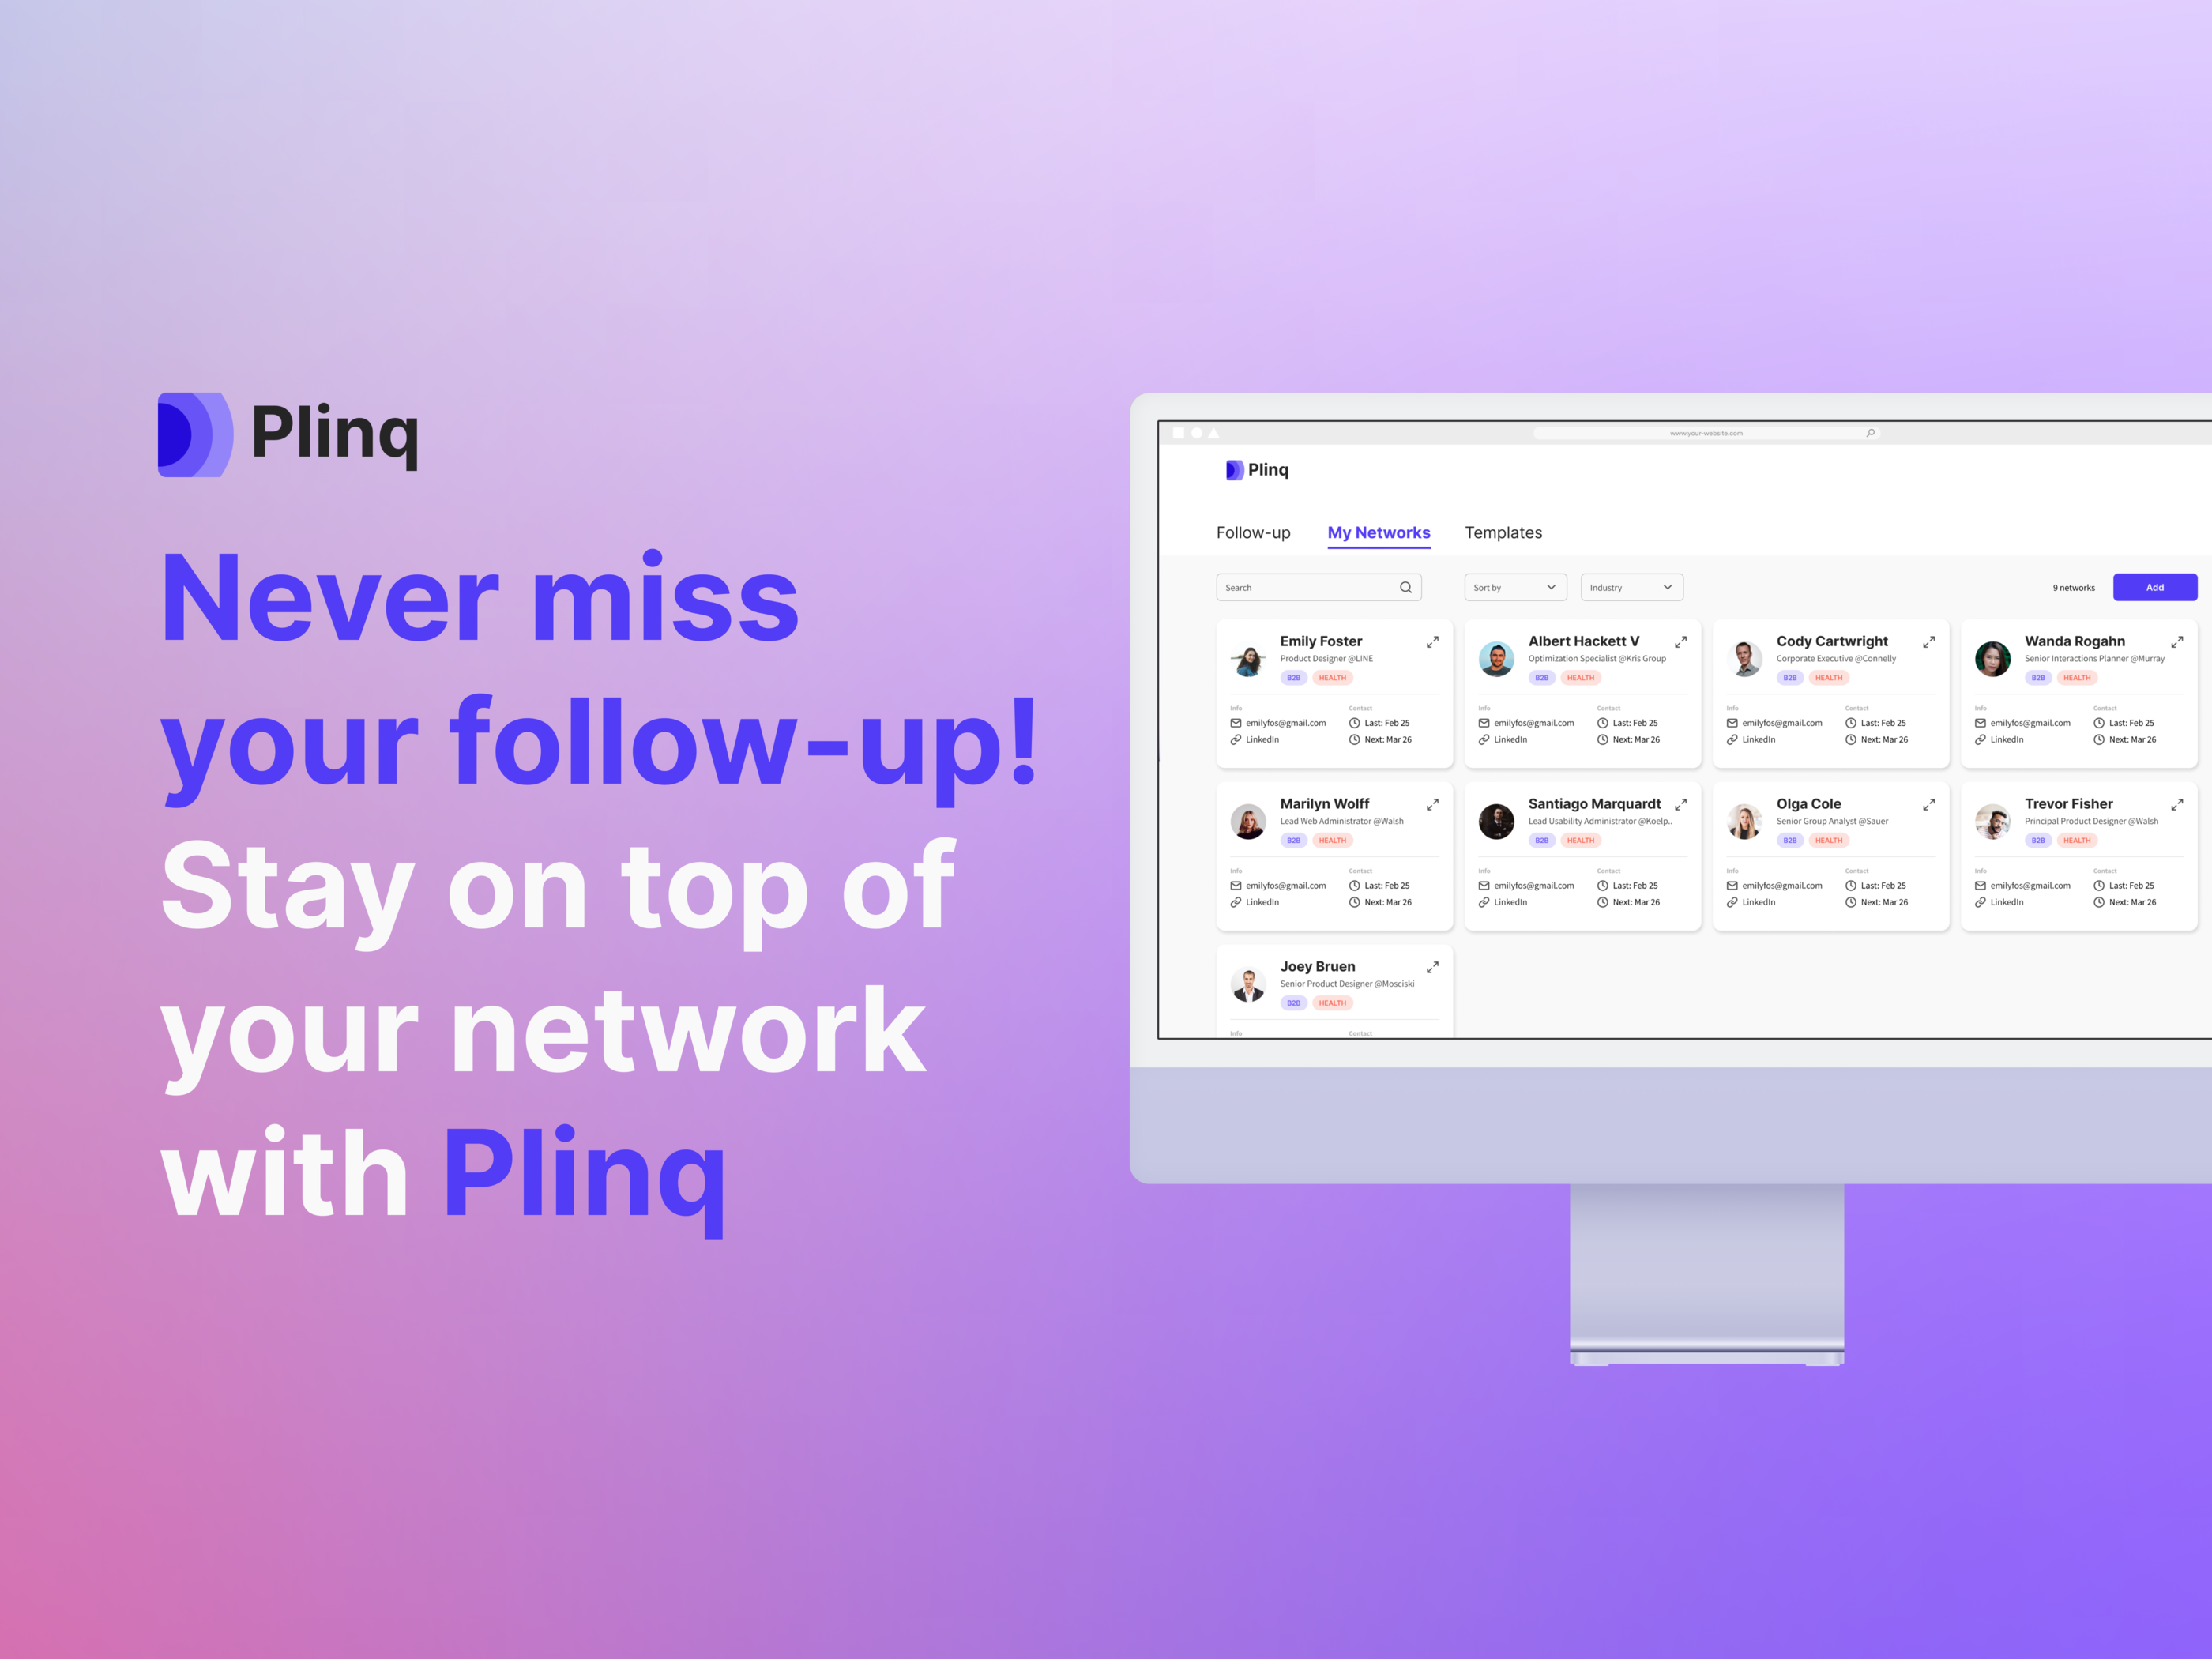 Plinq
Never miss
your follow-up!
Stay on top of
your network
with Plinq
www.your-website.com
Plinq
Follow-up My Networks Templates
Search Sort by Industry 9 networks Add
Emily Foster
Product Designer @LINE
B2B HEALTH
Info Contact
emilyfos@gmail.com Last: Feb 25
LinkedIn Next: Mar 26
Albert Hackett V
Optimization Specialist @Kris Group
B2B HEALTH
Info Contact
emilyfos@gmail.com Last: Feb 25
LinkedIn Next: Mar 26
Cody Cartwright
Corporate Executive @Connelly
B2B HEALTH
Info Contact
emilyfos@gmail.com Last: Feb 25
LinkedIn Next: Mar 26
Wanda Rogahn
Senior Interactions Planner @Murray
B2B HEALTH
Info Contact
emilyfos@gmail.com Last: Feb 25
LinkedIn Next: Mar 26
Marilyn Wolff
Lead Web Administrator @Walsh
B2B HEALTH
Info Contact
emilyfos@gmail.com Last: Feb 25
LinkedIn Next: Mar 26
Santiago Marquardt
Lead Usability Administrator @Koelp..
B2B HEALTH
Info Contact
emilyfos@gmail.com Last: Feb 25
LinkedIn Next: Mar 26
Olga Cole
Senior Group Analyst @Sauer
B2B HEALTH
Info Contact
emilyfos@gmail.com Last: Feb 25
LinkedIn Next: Mar 26
Trevor Fisher
Principal Product Designer @Walsh
B2B HEALTH
Info Contact
emilyfos@gmail.com Last: Feb 25
LinkedIn Next: Mar 26
Joey Bruen
Senior Product Designer @Mosciski
B2B HEALTH
Info Contact